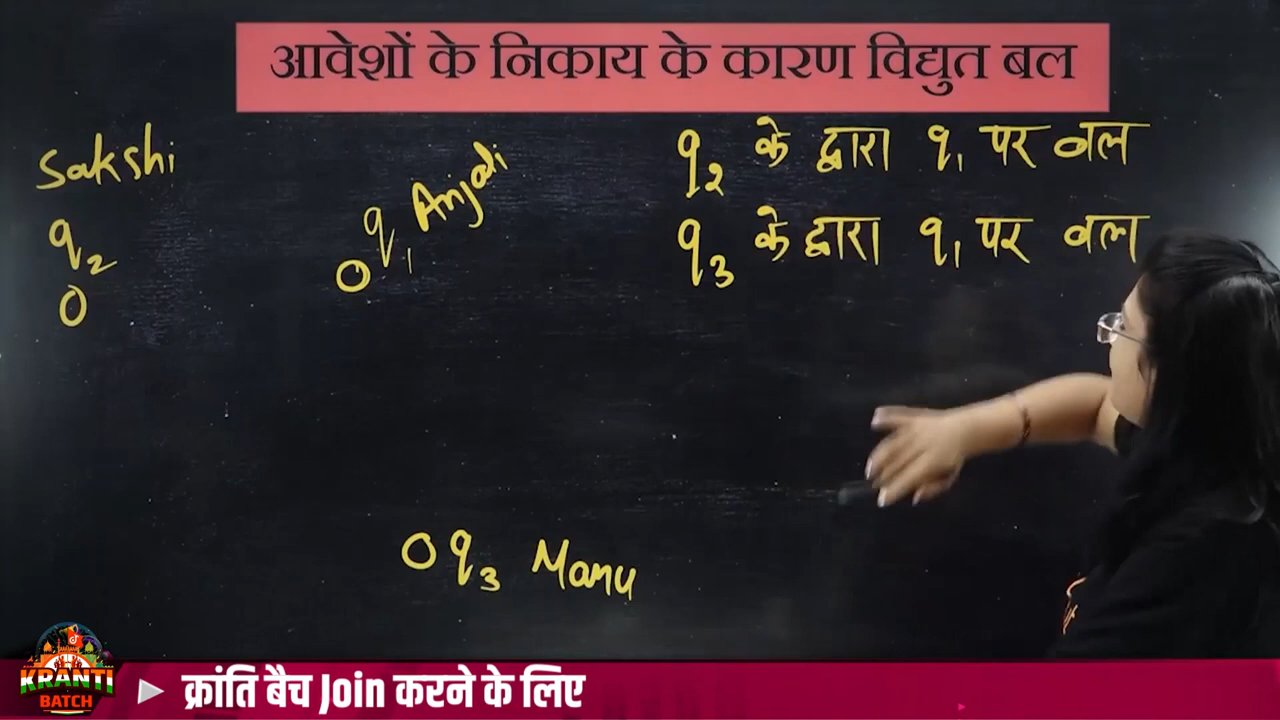 आवेशों के निकाय के कारण विद्युत बल
Sakshi
q₂
q₁ Anjali
q₂ के द्वारा q₁ पर बल
q₃ के द्वारा q₁ पर बल
q₃ Manu
KRANTI
BATCH
क्रांति बैच Join करने के लिए